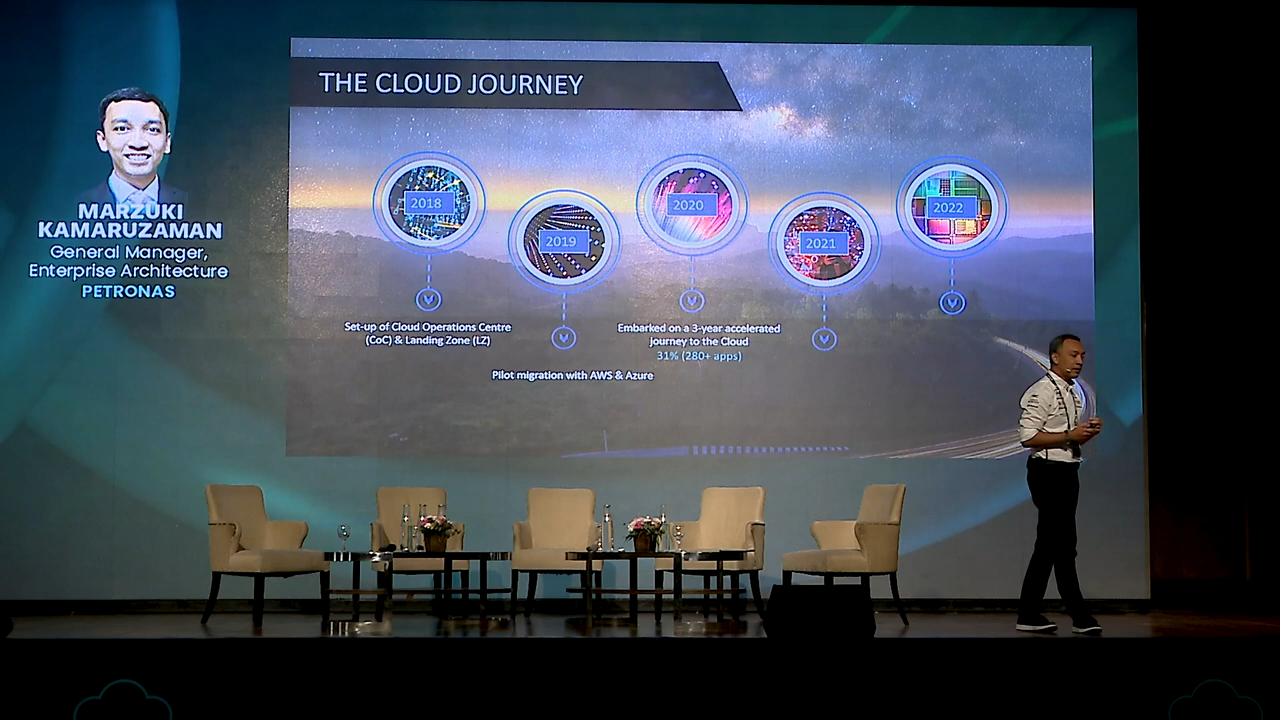 THE CLOUD JOURNEY
MARZUKI
KAMARUZAMAN
General Manager,
Enterprise Architecture
PETRONAS
2018
2019
2020
2021
2022
Set-up of Cloud Operations Centre
(CoC) & Landing Zone (LZ)
Pilot migration with AWS & Azure
Embarked on a 3-year accelerated
journey to the Cloud
31% (280+ apps)